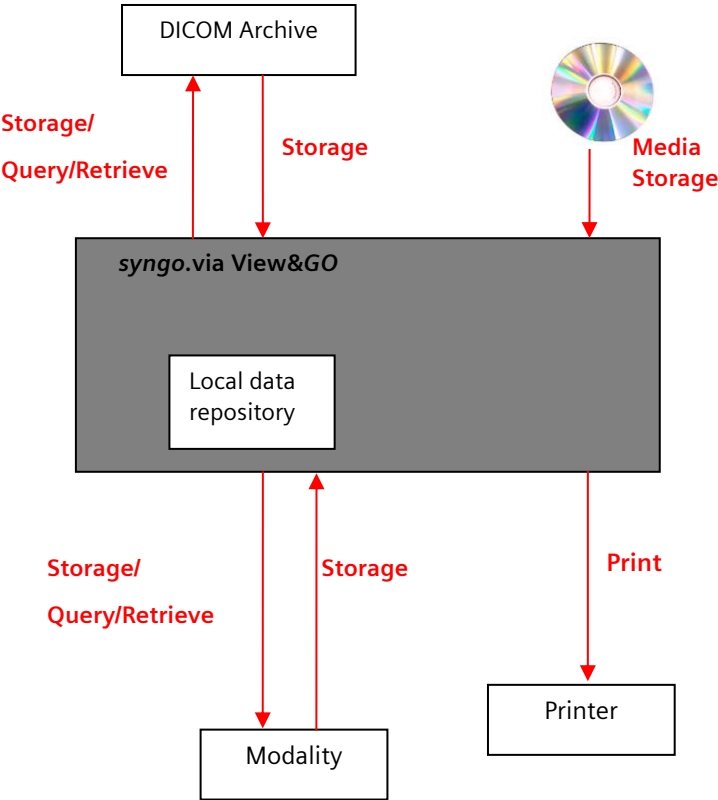 DICOM Archive
Storage/
Query/Retrieve
Storage
Media
Storage
syngo.via View&GO
Local data
repository
Storage/
Query/Retrieve
Storage
Print
Printer
Modality